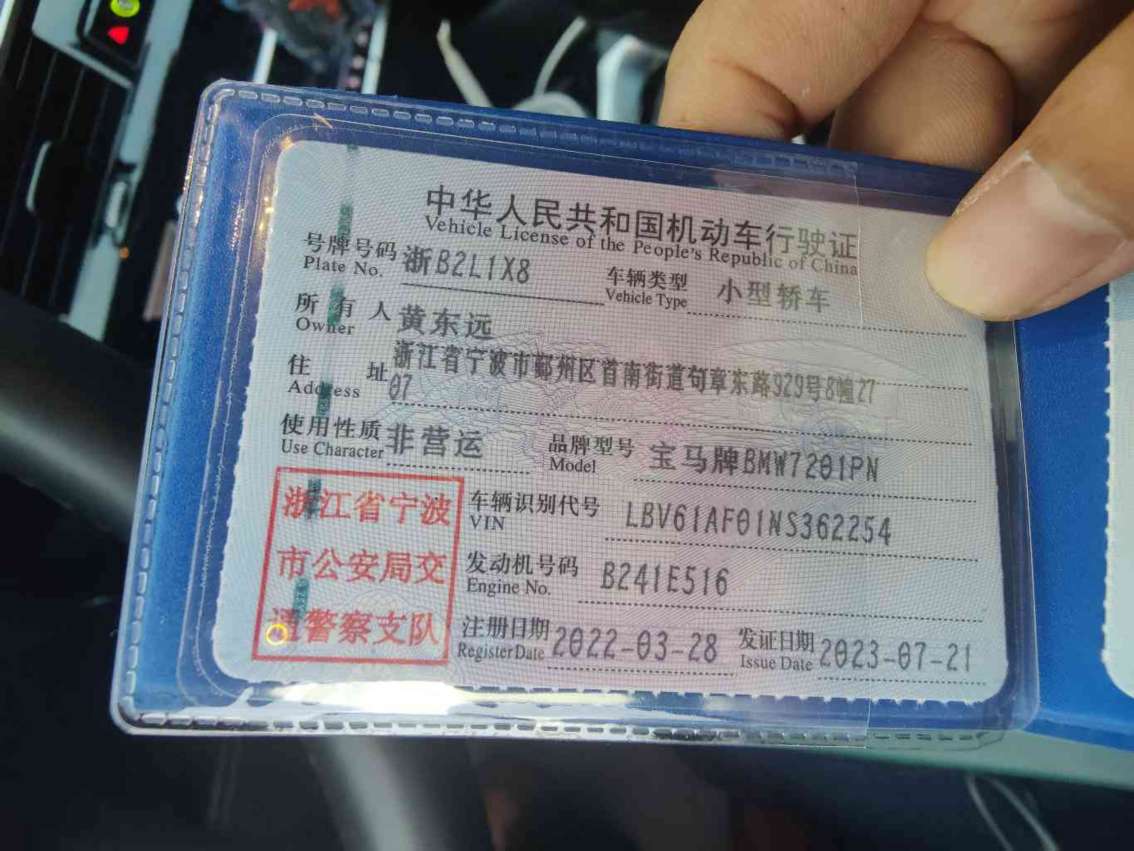 中华人民共和国机动车行驶证
Vehicle License of the People's Republic of China
号牌号码 浙B2L1X8 车辆类型 小型轿车
Plate No. Vehicle Type
所有人 黄东远
Owner
住址 浙江省宁波市鄞州区首南街道句章东路929号8幢27
Address 07
使用性质 非营运 品牌型号 宝马牌BMW7201PN
Use Character Model
浙江省宁波
市公安局交
通警察支队
车辆识别代号 LBV61AF01NS362254
VIN
发动机号码 B241E516
Engine No.
注册日期 2022-03-28 发证日期 2023-07-21
Register Date Issue Date